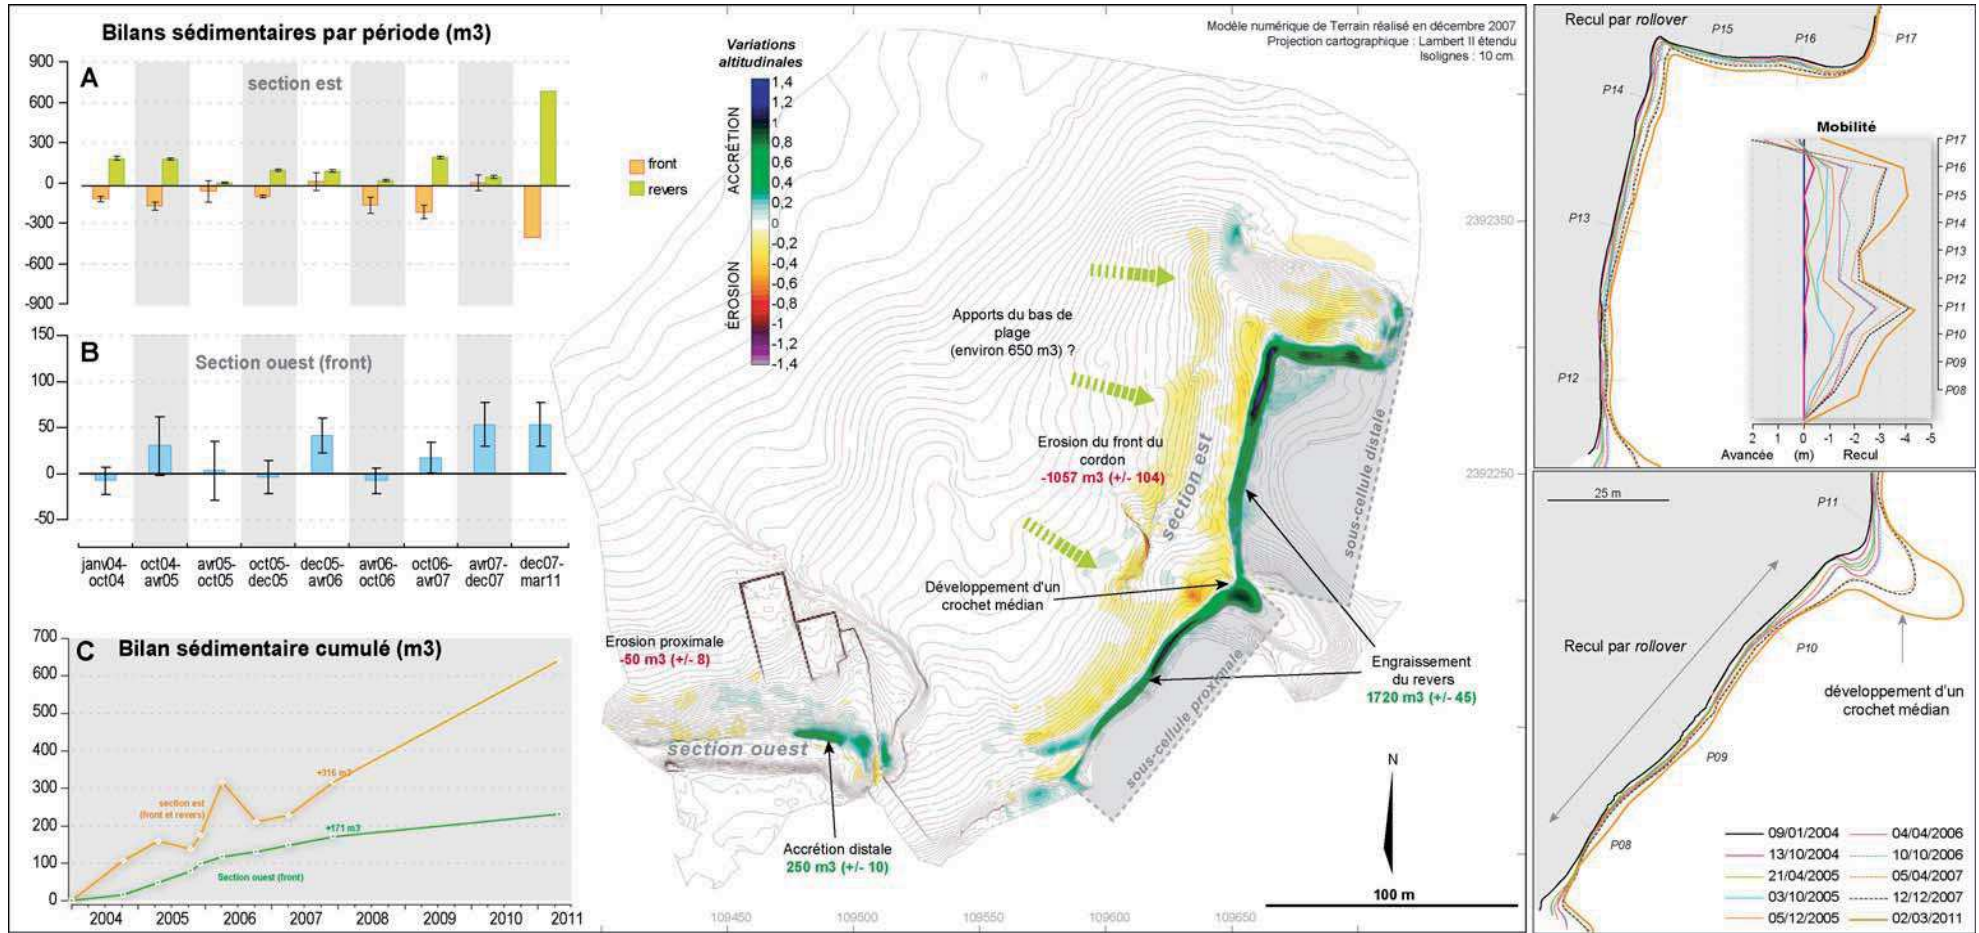 Bilans sédimentaires par période (m3)
900
600
300
0
-300
-600
-900
A
section est
front
revers
150
100
50
0
-50
B
Section ouest (front)
janv04-
oct04
oct04-
avr05
avr05-
oct05
oct05-
dec05
dec05-
avr06
avr06-
oct06
oct06-
avr07
avr07-
dec07
dec07-
mar11
C
Bilan sédimentaire cumulé (m3)
700
600
500
400
300
200
100
0
section est
(front et revers)
+316 m3
+171 m3
Section ouest (front)
2004
2005
2006
2007
2008
2009
2010
2011
Variations
altitudinales
ACCRÉTION
ÉROSION
1,4
1,2
1
0,8
0,6
0,4
0,2
0
-0,2
-0,4
-0,6
-0,8
-1
-1,2
-1,4
Modèle numérique de Terrain réalisé en décembre 2007
Projection cartographique : Lambert II étendu
Isolignes : 10 cm.
2392350
2392250
Apports du bas de
plage
(environ 650 m3) ?
Erosion du front du
cordon
-1057 m3 (+/- 104)
section est
sous-cellule distale
Développement d'un
crochet médian
Erosion proximale
-50 m3 (+/- 8)
section ouest
sous-cellule proximale
Engraissement
du revers
1720 m3 (+/- 45)
Accrétion distale
250 m3 (+/- 10)
N
100 m
109450
109500
109550
109600
109650
Recul par rollover
P15
P16
P17
P14
P13
P12
Mobilité
P17
P16
P15
P14
P13
P12
P11
P10
P09
P08
2 1 0 -1 -2 -3 -4 -5
Avancée (m) Recul
25 m
P11
Recul par rollover
P10
développement d'un
crochet médian
P09
P08
09/01/2004
13/10/2004
21/04/2005
03/10/2005
05/12/2005
04/04/2006
10/10/2006
05/04/2007
12/12/2007
02/03/2011